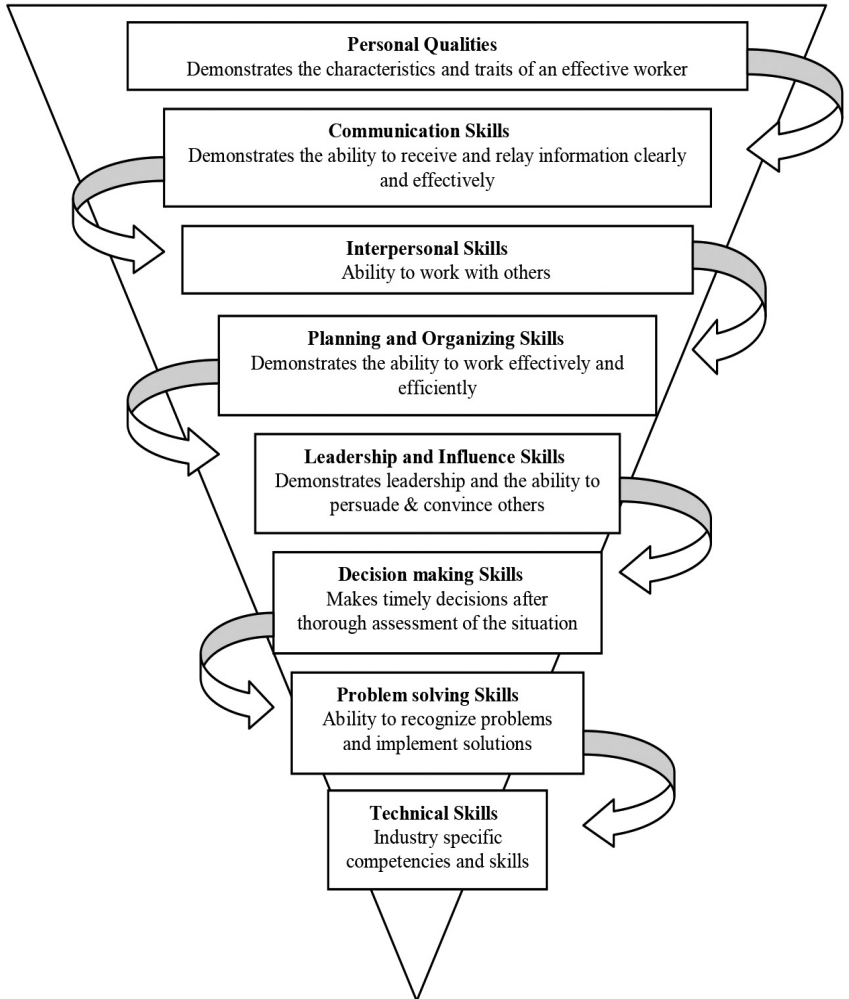 Personal Qualities
Demonstrates the characteristics and traits of an effective worker
Communication Skills
Demonstrates the ability to receive and relay information clearly
and effectively
Interpersonal Skills
Ability to work with others
Planning and Organizing Skills
Demonstrates the ability to work effectively and
efficiently
Leadership and Influence Skills
Demonstrates leadership and the ability to
persuade & convince others
Decision making Skills
Makes timely decisions after
thorough assessment of the situation
Problem solving Skills
Ability to recognize problems
and implement solutions
Technical Skills
Industry specific
competencies and skills